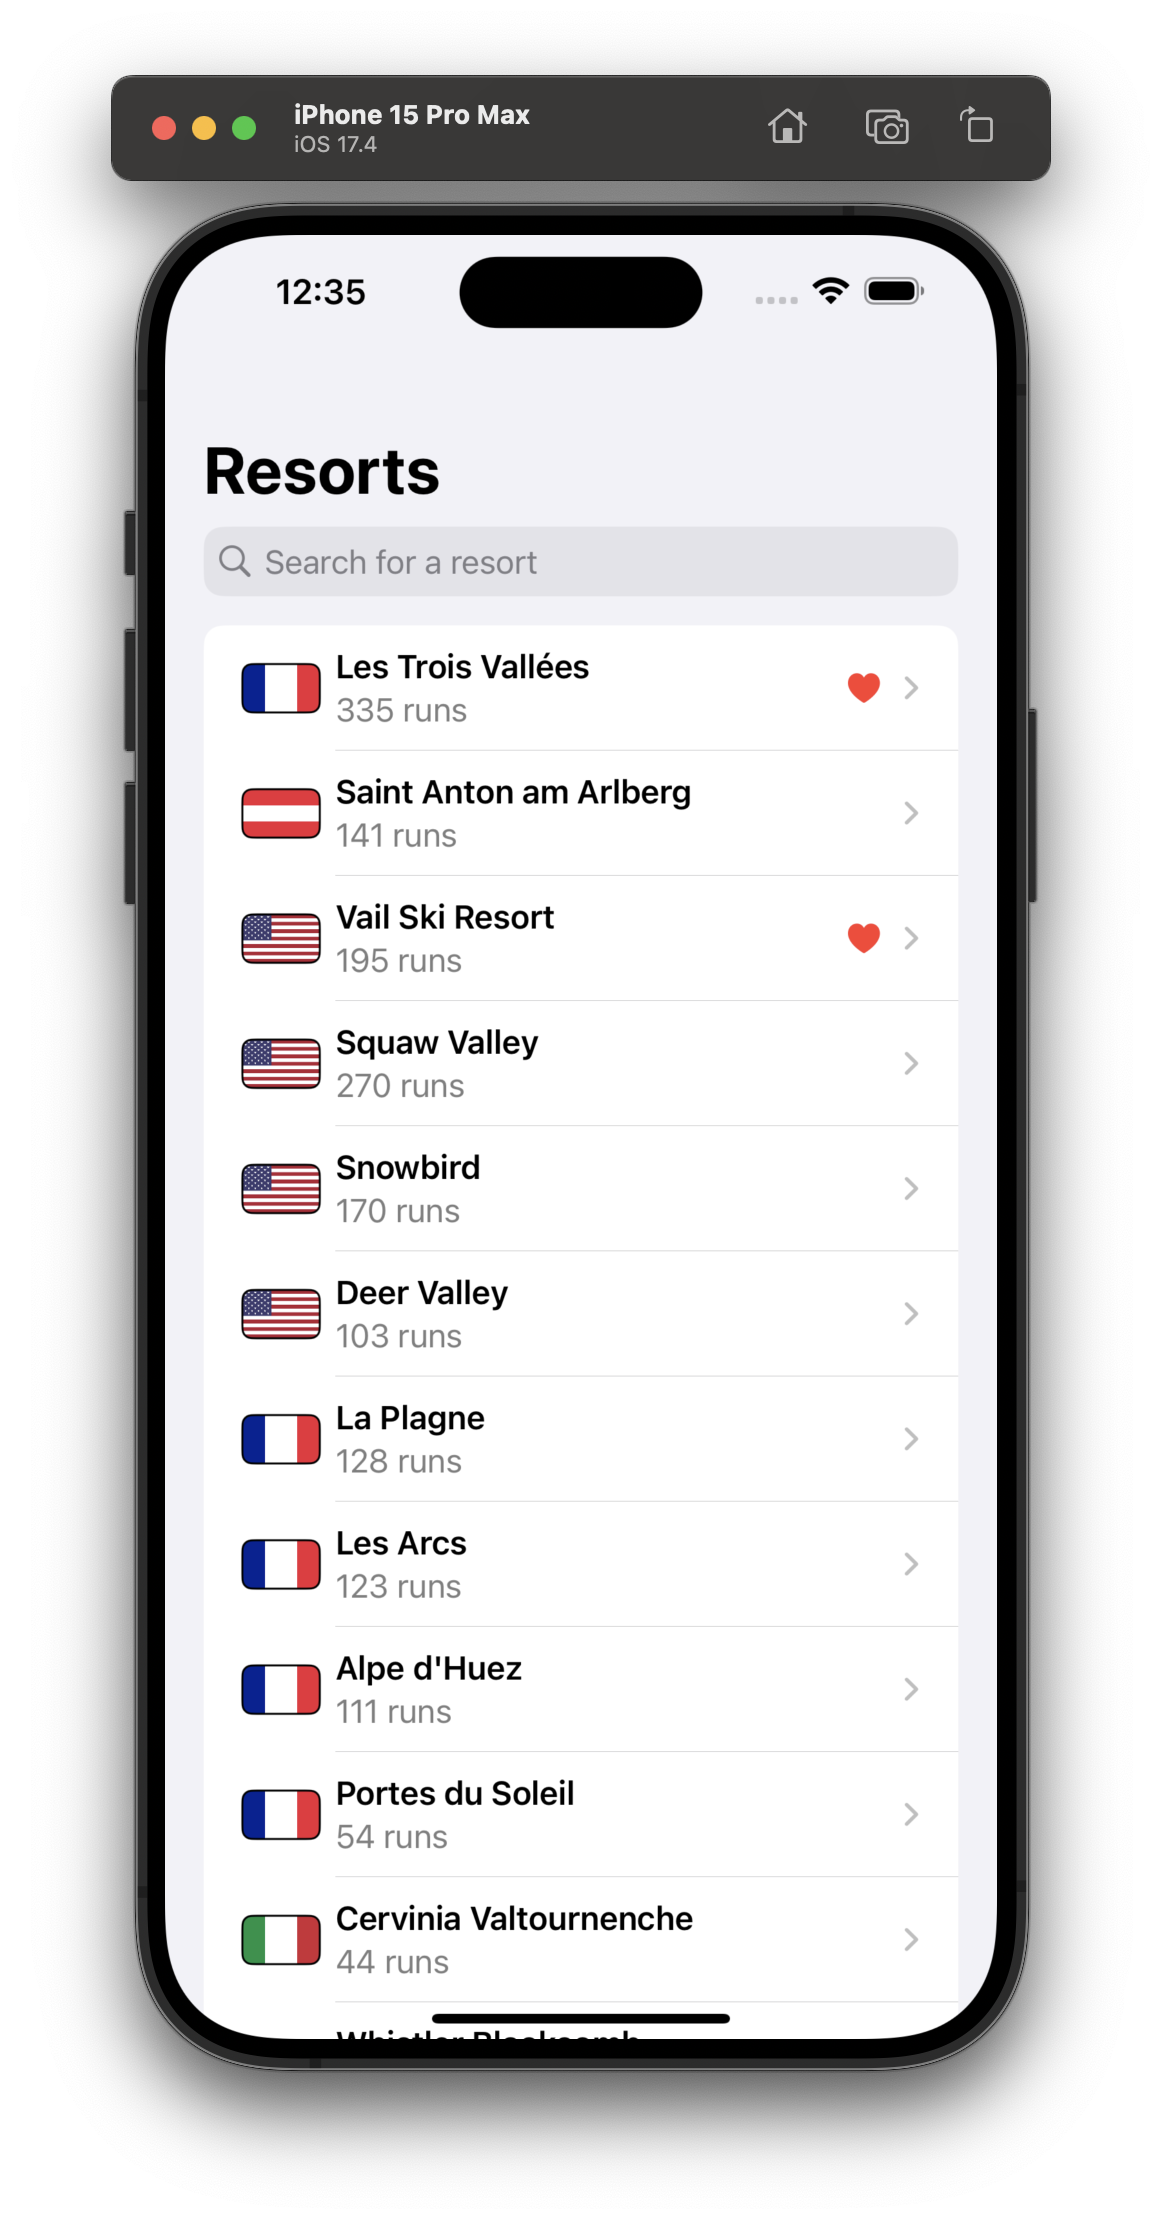 iPhone 15 Pro Max
iOS 17.4
12:35
Resorts
Search for a resort
Les Trois Vallées
335 runs
Saint Anton am Arlberg
141 runs
Vail Ski Resort
195 runs
Squaw Valley
270 runs
Snowbird
170 runs
Deer Valley
103 runs
La Plagne
128 runs
Les Arcs
123 runs
Alpe d'Huez
111 runs
Portes du Soleil
54 runs
Cervinia Valtournenche
44 runs
Whistler Blackcomb